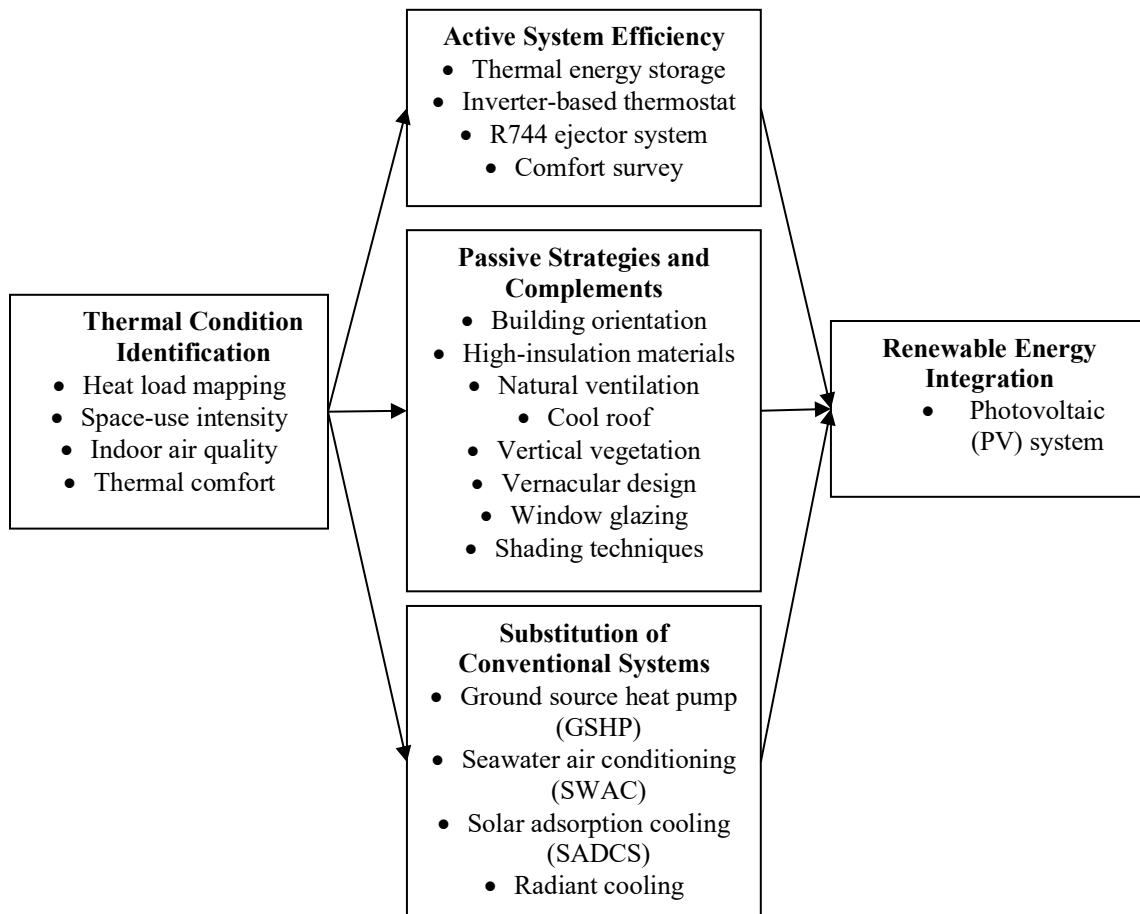 Thermal Condition
Identification
• Heat load mapping
• Space-use intensity
• Indoor air quality
• Thermal comfort
Active System Efficiency
• Thermal energy storage
• Inverter-based thermostat
• R744 ejector system
• Comfort survey
Passive Strategies and
Complements
• Building orientation
• High-insulation materials
• Natural ventilation
• Cool roof
• Vertical vegetation
• Vernacular design
• Window glazing
• Shading techniques
Substitution of
Conventional Systems
• Ground source heat pump
(GSHP)
• Seawater air conditioning
(SWAC)
• Solar adsorption cooling
(SADCS)
• Radiant cooling
Renewable Energy
Integration
• Photovoltaic
(PV) system